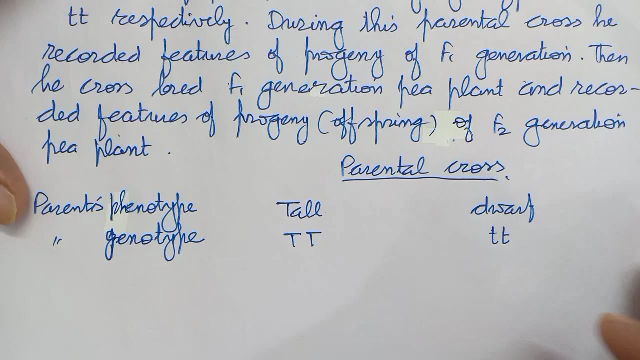 tt respectively. During this parental cross he
recorded features of progeny of F1 generation. Then
he cross bred F1 generation pea plant and recor-
ded features of progeny (offspring) of F2 generation
pea plant.
Parental cross.
Parents phenotype Tall dwarf
" genotype TT tt